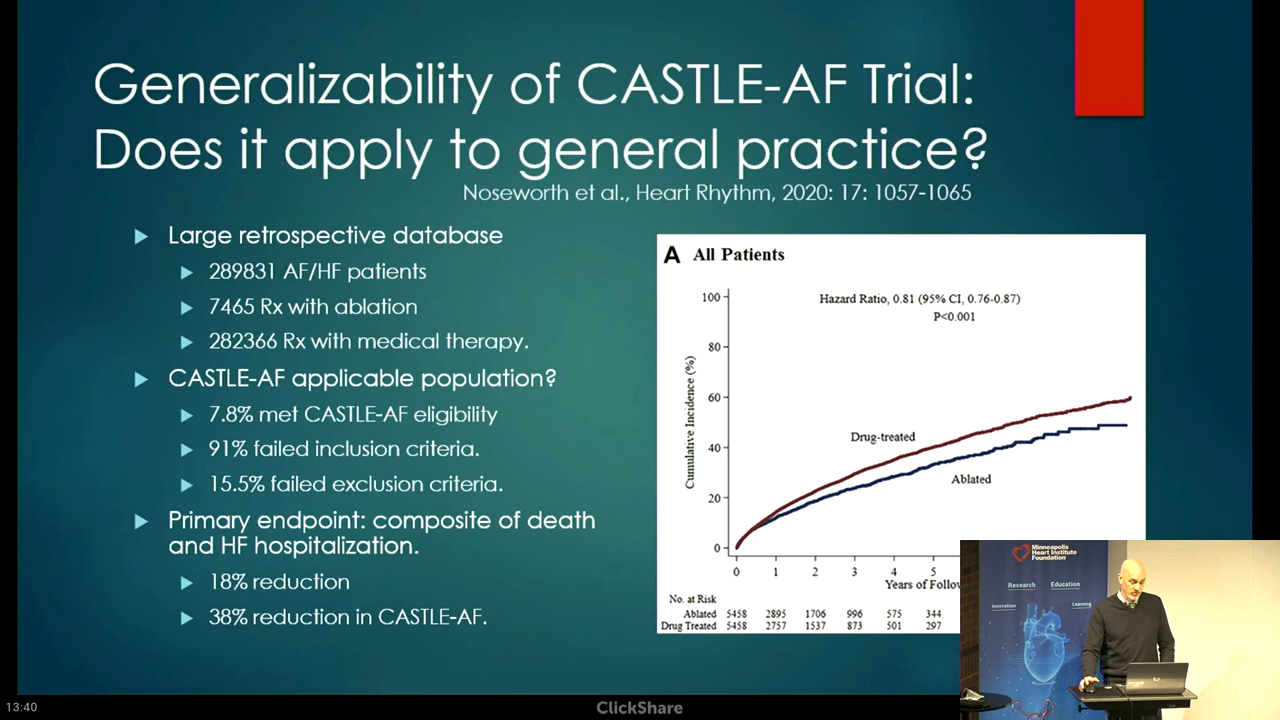 Generalizability of CASTLE-AF Trial:
Does it apply to general practice?
Noseworth et al., Heart Rhythm, 2020: 17: 1057-1065
Large retrospective database
289831 AF/HF patients
7465 Rx with ablation
282366 Rx with medical therapy.
CASTLE-AF applicable population?
7.8% met CASTLE-AF eligibility
91% failed inclusion criteria.
15.5% failed exclusion criteria.
Primary endpoint: composite of death
and HF hospitalization.
18% reduction
38% reduction in CASTLE-AF.
A All Patients
Hazard Ratio, 0.81 (95% CI, 0.76-0.87)
P<0.001
Cumulative Incidence (%)
100
80
60
40
20
0
Drug-treated
Ablated
0 1 2 3 4 5
Years of Follow
No. at Risk
Ablated 5458 2895 1706 996 575 344
Drug Treated 5458 2757 1537 873 501 297
Minneapolis
Heart Institute
Foundation
Research Education
Innovation Learning
13:40
ClickShare